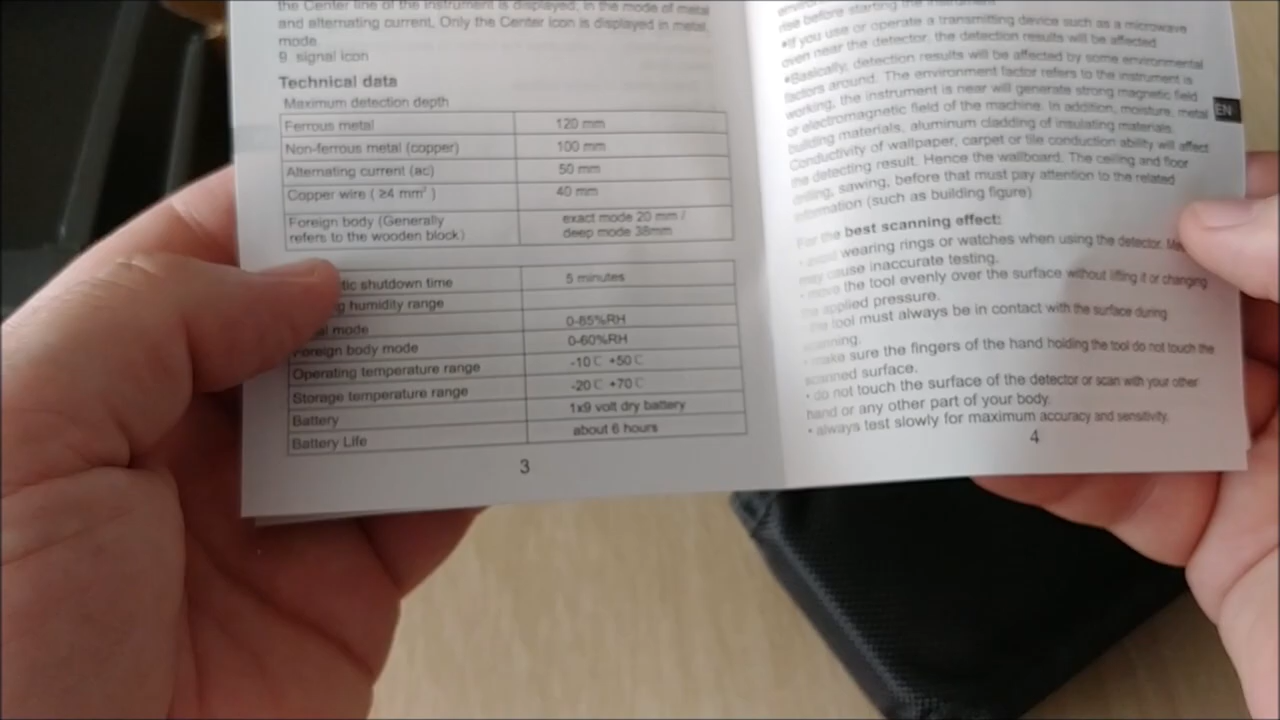 the Center line of the instrument is displayed, in the mode of metal
and alternating current, Only the Center icon is displayed in metal
mode.
9 signal icon
Technical data
Maximum detection depth
Ferrous metal 120 mm
Non-ferrous metal (copper) 100 mm
Alternating current (ac) 50 mm
Copper wire ( ≥4 mm² ) 40 mm
Foreign body (Generally exact mode 20 mm /
refers to the wooden block) deep mode 38mm
tic shutdown time 5 minutes
g humidity range
al mode 0-85%RH
Foreign body mode 0-60%RH
Operating temperature range -10℃ +50℃
Storage temperature range -20℃ +70℃
Battery 1x9 volt dry battery
Battery Life about 6 hours
3
rise before starting the instrument
•If you use or operate a transmitting device such as a microwave
oven near the detector, the detection results will be affected.
•Basically, detection results will be affected by some environmental
factors around. The environment factor refers to the instrument is
working, the instrument is near will generate strong magnetic field
or electromagnetic field of the machine. In addition, moisture, metal
building materials, aluminum cladding of insulating materials.
Conductivity of wallpaper, carpet or tile conduction ability will affect
the detecting result. Hence the wallboard. The ceiling and floor
drilling, sawing, before that must pay attention to the related
information (such as building figure)
EN
For the best scanning effect:
• avoid wearing rings or watches when using the detector.
may cause inaccurate testing.
• move the tool evenly over the surface without lifting it or changing
the applied pressure.
• the tool must always be in contact with the surface during
scanning.
• make sure the fingers of the hand holding the tool do not touch the
scanned surface.
• do not touch the surface of the detector or scan with your other
hand or any other part of your body.
• always test slowly for maximum accuracy and sensitivity.
4